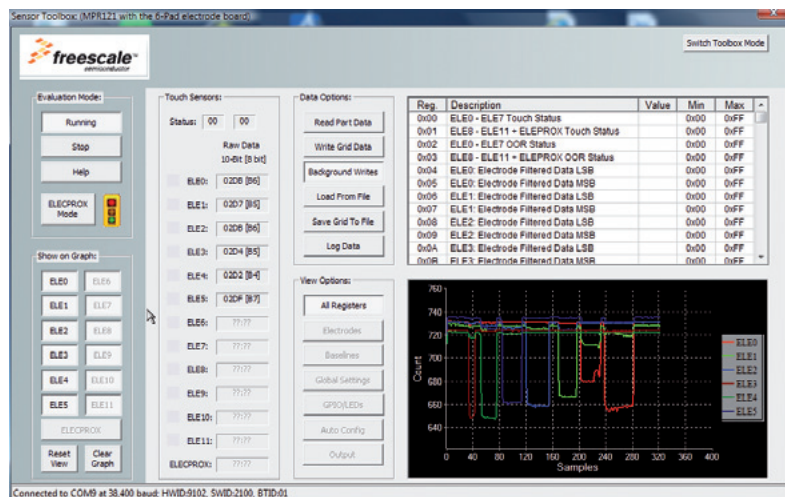 Sensor Toolbox: (MPR121 with the 6-Pad electrode board)
freescale™
semiconductor
Switch Toolbox Mode
Evaluation Mode:
Running
Stop
Help
ELECPROX
Mode
Show on Graph:
ELE0 ELE6
ELE1 ELE7
ELE2 ELE8
ELE3 ELE9
ELE4 ELE10
ELE5 ELE11
ELECPROX
Reset View
Clear Graph
Touch Sensors:
Status: 00 00
Raw Data
10-Bit [8 bit]
ELE0: 02DB [B6]
ELE1: 02D7 [B5]
ELE2: 02DB [B6]
ELE3: 02D4 [B5]
ELE4: 02D2 [B4]
ELE5: 02DF [B7]
ELE6: ??:??
ELE7: ??:??
ELE8: ??:??
ELE9: ??:??
ELE10: ??:??
ELE11: ??:??
ELECPROX: ??:??
Data Options:
Read Part Data
Write Grid Data
Background Writes
Load From File
Save Grid To File
Log Data
View Options:
All Registers
Electrodes
Baselines
Global Settings
GPIO/LEDs
Auto Config
Output
Reg. Description Value Min Max
0x00 ELE0 - ELE7 Touch Status 0x00 0xFF
0x01 ELE8 - ELE11 + ELEPROX Touch Status 0x00 0xFF
0x02 ELE0 - ELE7 OOR Status 0x00 0xFF
0x03 ELE8 - ELE11 + ELEPROX OOR Status 0x00 0xFF
0x04 ELE0: Electrode Filtered Data LSB 0x00 0xFF
0x05 ELE0: Electrode Filtered Data MSB 0x00 0xFF
0x06 ELE1: Electrode Filtered Data LSB 0x00 0xFF
0x07 ELE1: Electrode Filtered Data MSB 0x00 0xFF
0x08 ELE2: Electrode Filtered Data LSB 0x00 0xFF
0x09 ELE2: Electrode Filtered Data MSB 0x00 0xFF
0x0A ELE3: Electrode Filtered Data LSB 0x00 0xFF
0x0B ELE3: Electrode Filtered Data MSB 0x00 0xFF
760
740
720
700
680
660
640
Count
0 40 80 120 160 200 240 280 320 360 400
Samples
ELE0
ELE1
ELE2
ELE3
ELE4
ELE5
Connected to COM9 at 38,400 baud: HWID:9102, SWID:2100, BTID:01